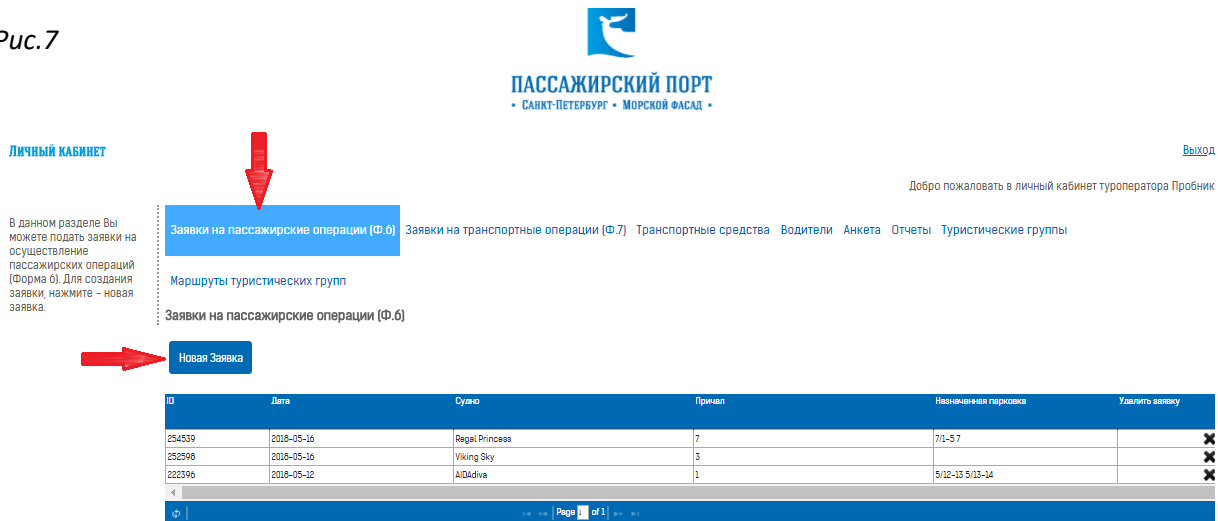 Рис.7
ПАССАЖИРСКИЙ ПОРТ
• САНКТ-ПЕТЕРБУРГ • МОРСКОЙ ФАСАД •
ЛИЧНЫЙ КАБИНЕТ
Выход
Добро пожаловать в личный кабинет туроператора Пробник
В данном разделе Вы
можете подать заявки на
осуществление
пассажирских операций
(Форма 6). Для создания
заявки, нажмите - новая
заявка.
Заявки на пассажирские операции (Ф.6) Заявки на транспортные операции (Ф.7) Транспортные средства Водители Анкета Отчеты Туристические группы
Маршруты туристических групп
Заявки на пассажирские операции (Ф.6)
Новая Заявка
ID Дата Судно Причал Назначенная парковка Удалить заявку
254539 2018-05-16 Regal Princess 7 7/1-5 7
252598 2018-05-16 Viking Sky 3
222396 2018-05-12 AIDAdiva 1 5/12-13 5/13-14
Page 1 of 1